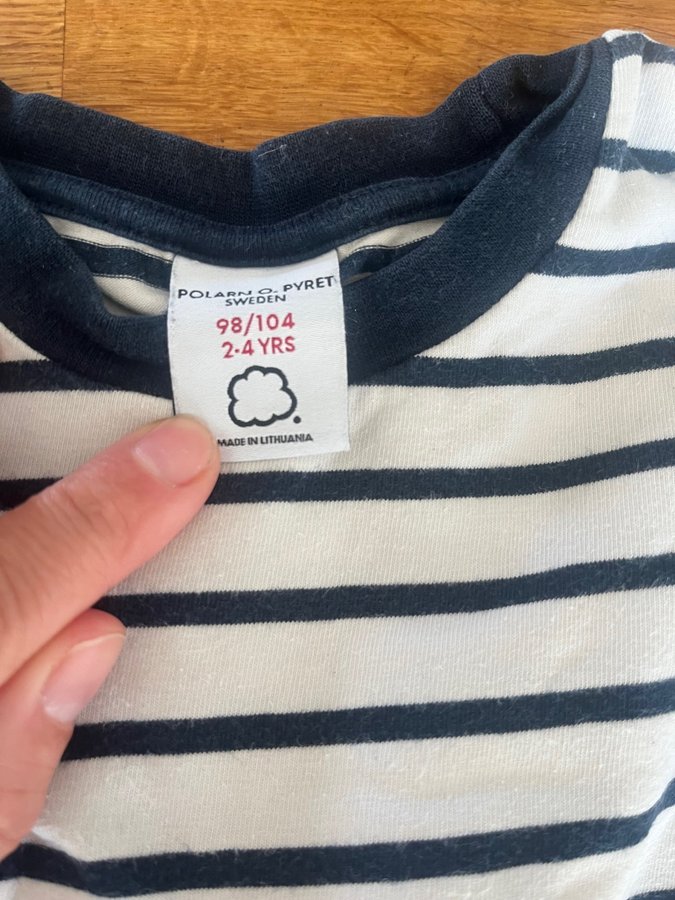 POLARN O. PYRET
SWEDEN
98/104
2-4 YRS
MADE IN LITHUANIA